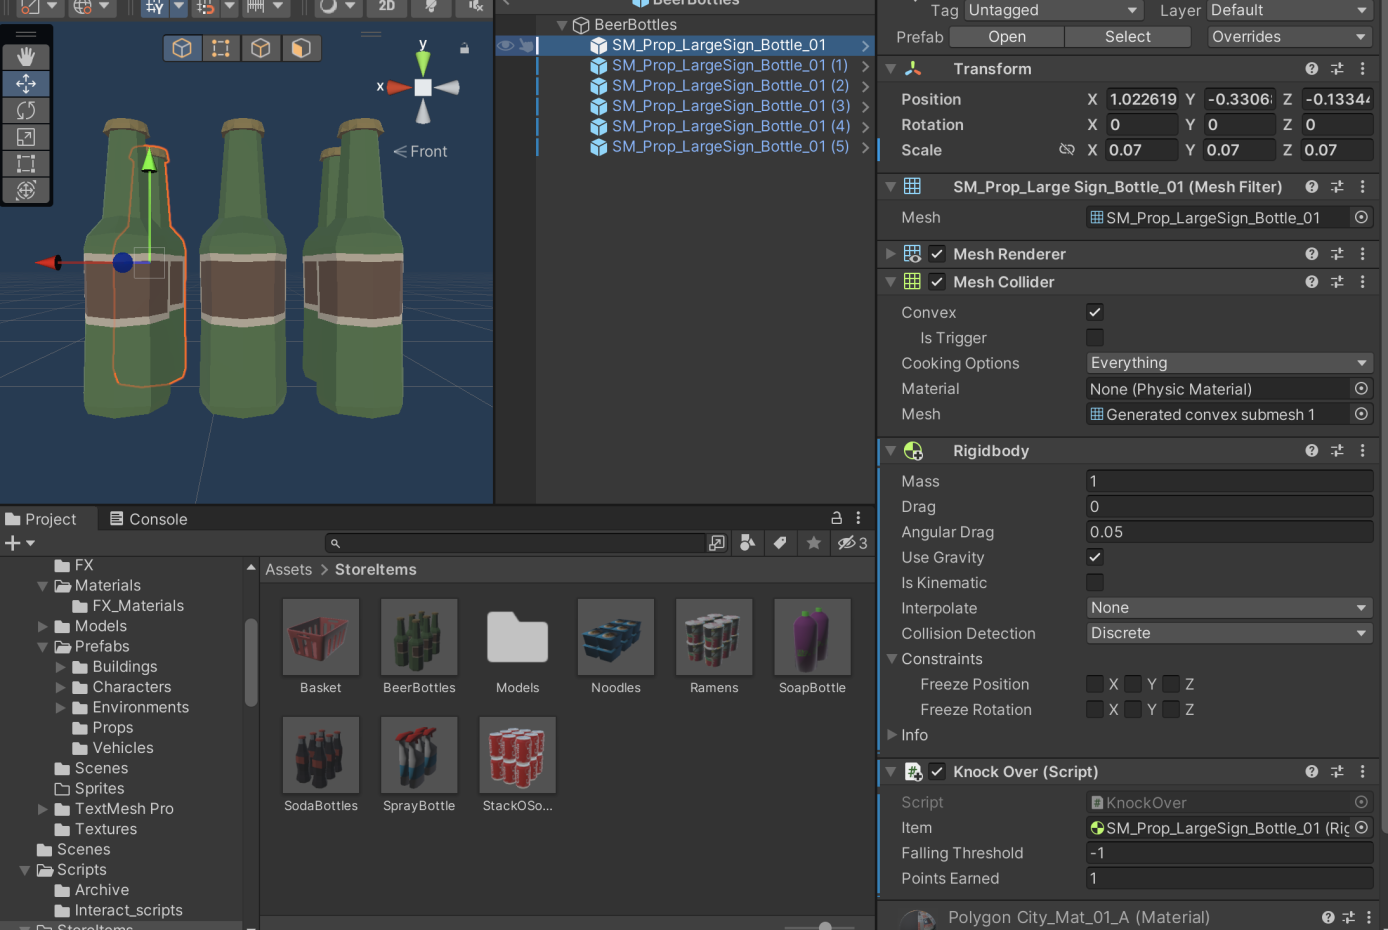 2D
y
x
Front
BeerBottles
BeerBottles
SM_Prop_LargeSign_Bottle_01
SM_Prop_LargeSign_Bottle_01 (1)
SM_Prop_LargeSign_Bottle_01 (2)
SM_Prop_LargeSign_Bottle_01 (3)
SM_Prop_LargeSign_Bottle_01 (4)
SM_Prop_LargeSign_Bottle_01 (5)
Project
Console
3
FX
Materials
FX_Materials
Models
Prefabs
Buildings
Characters
Environments
Props
Vehicles
Scenes
Sprites
TextMesh Pro
Textures
Scenes
Scripts
Archive
Interact_scripts
StoreItems
Assets > StoreItems
Basket
BeerBottles
Models
Noodles
Ramens
SoapBottle
SodaBottles
SprayBottle
StackOSo...
Tag Untagged Layer Default
Prefab Open Select Overrides
Transform
Position X 1.022619 Y -0.3306 Z -0.1334
Rotation X 0 Y 0 Z 0
Scale X 0.07 Y 0.07 Z 0.07
SM_Prop_Large Sign_Bottle_01 (Mesh Filter)
Mesh SM_Prop_LargeSign_Bottle_01
Mesh Renderer
Mesh Collider
Convex
Is Trigger
Cooking Options Everything
Material None (Physic Material)
Mesh Generated convex submesh 1
Rigidbody
Mass 1
Drag 0
Angular Drag 0.05
Use Gravity
Is Kinematic
Interpolate None
Collision Detection Discrete
Constraints
Freeze Position X Y Z
Freeze Rotation X Y Z
Info
Knock Over (Script)
Script KnockOver
Item SM_Prop_LargeSign_Bottle_01 (Rig
Falling Threshold -1
Points Earned 1
Polygon City_Mat_01_A (Material)